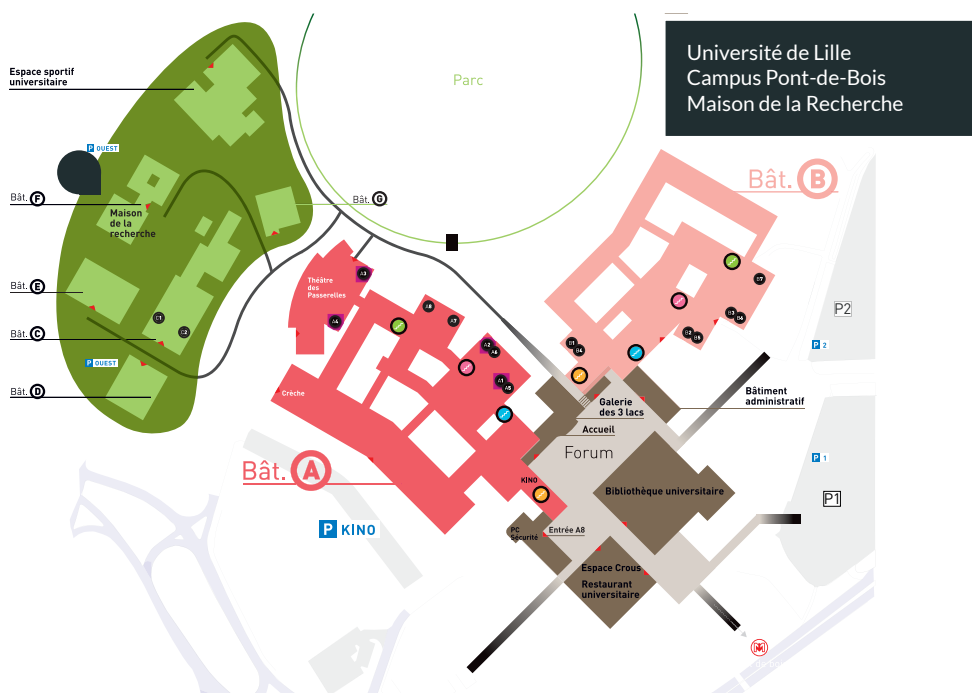 Université de Lille
Campus Pont-de-Bois
Maison de la Recherche
Espace sportif
universitaire
Parc
P OUEST
Bât. B
Bât. F
Bât. G
Maison
de la
recherche
Théâtre
des
Passerelles
A3
B7
Bât. E
A8
P2
C1
A4
A7
B3
B6
Bât. C
C2
B2
B5
A2
A6
B1
B4
P 2
P OUEST
A1
A5
Bât. D
Crèche
Bâtiment
administratif
Galerie
des 3 lacs
Accueil
Forum
P 1
Bât. A
KINO
Bibliothèque universitaire
P1
P KINO
PC
Sécurité
Entrée A8
Espace Crous
Restaurant
universitaire
M